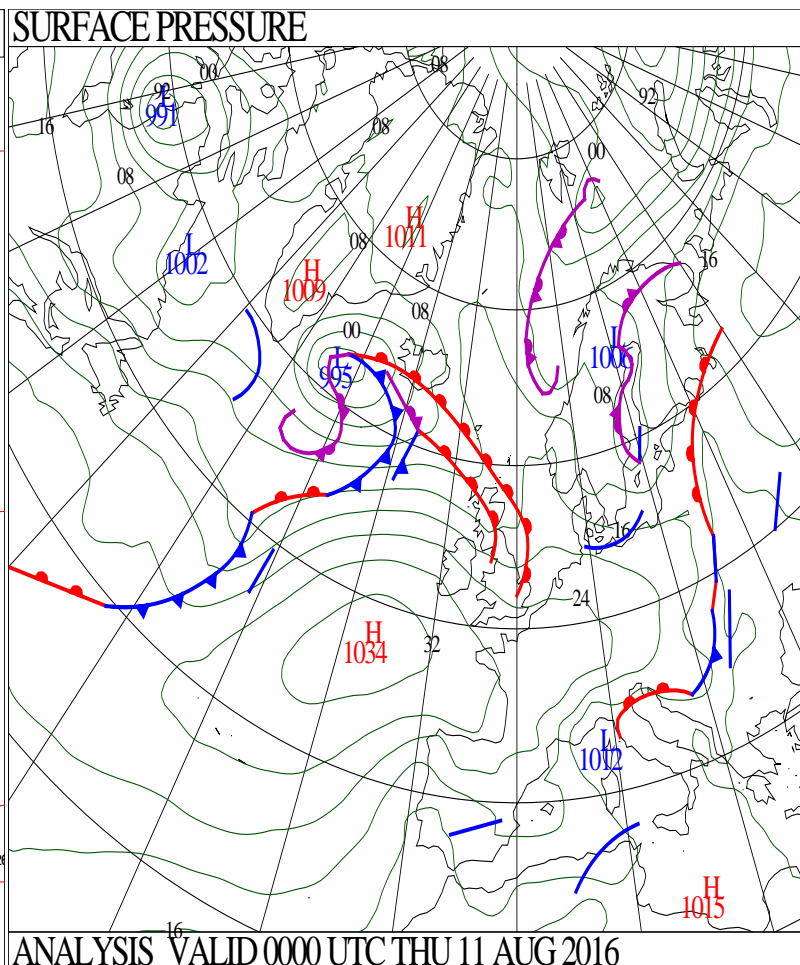 SURFACE PRESSURE
08
00
92
L
991
92
16
08
00
08
H
1011
L
1002
08
H
1009
16
08
00
L
995
L
1006
08
16
24
H
1034
32
L
1012
H
1015
16
ANALYSIS VALID 0000 UTC THU 11 AUG 2016